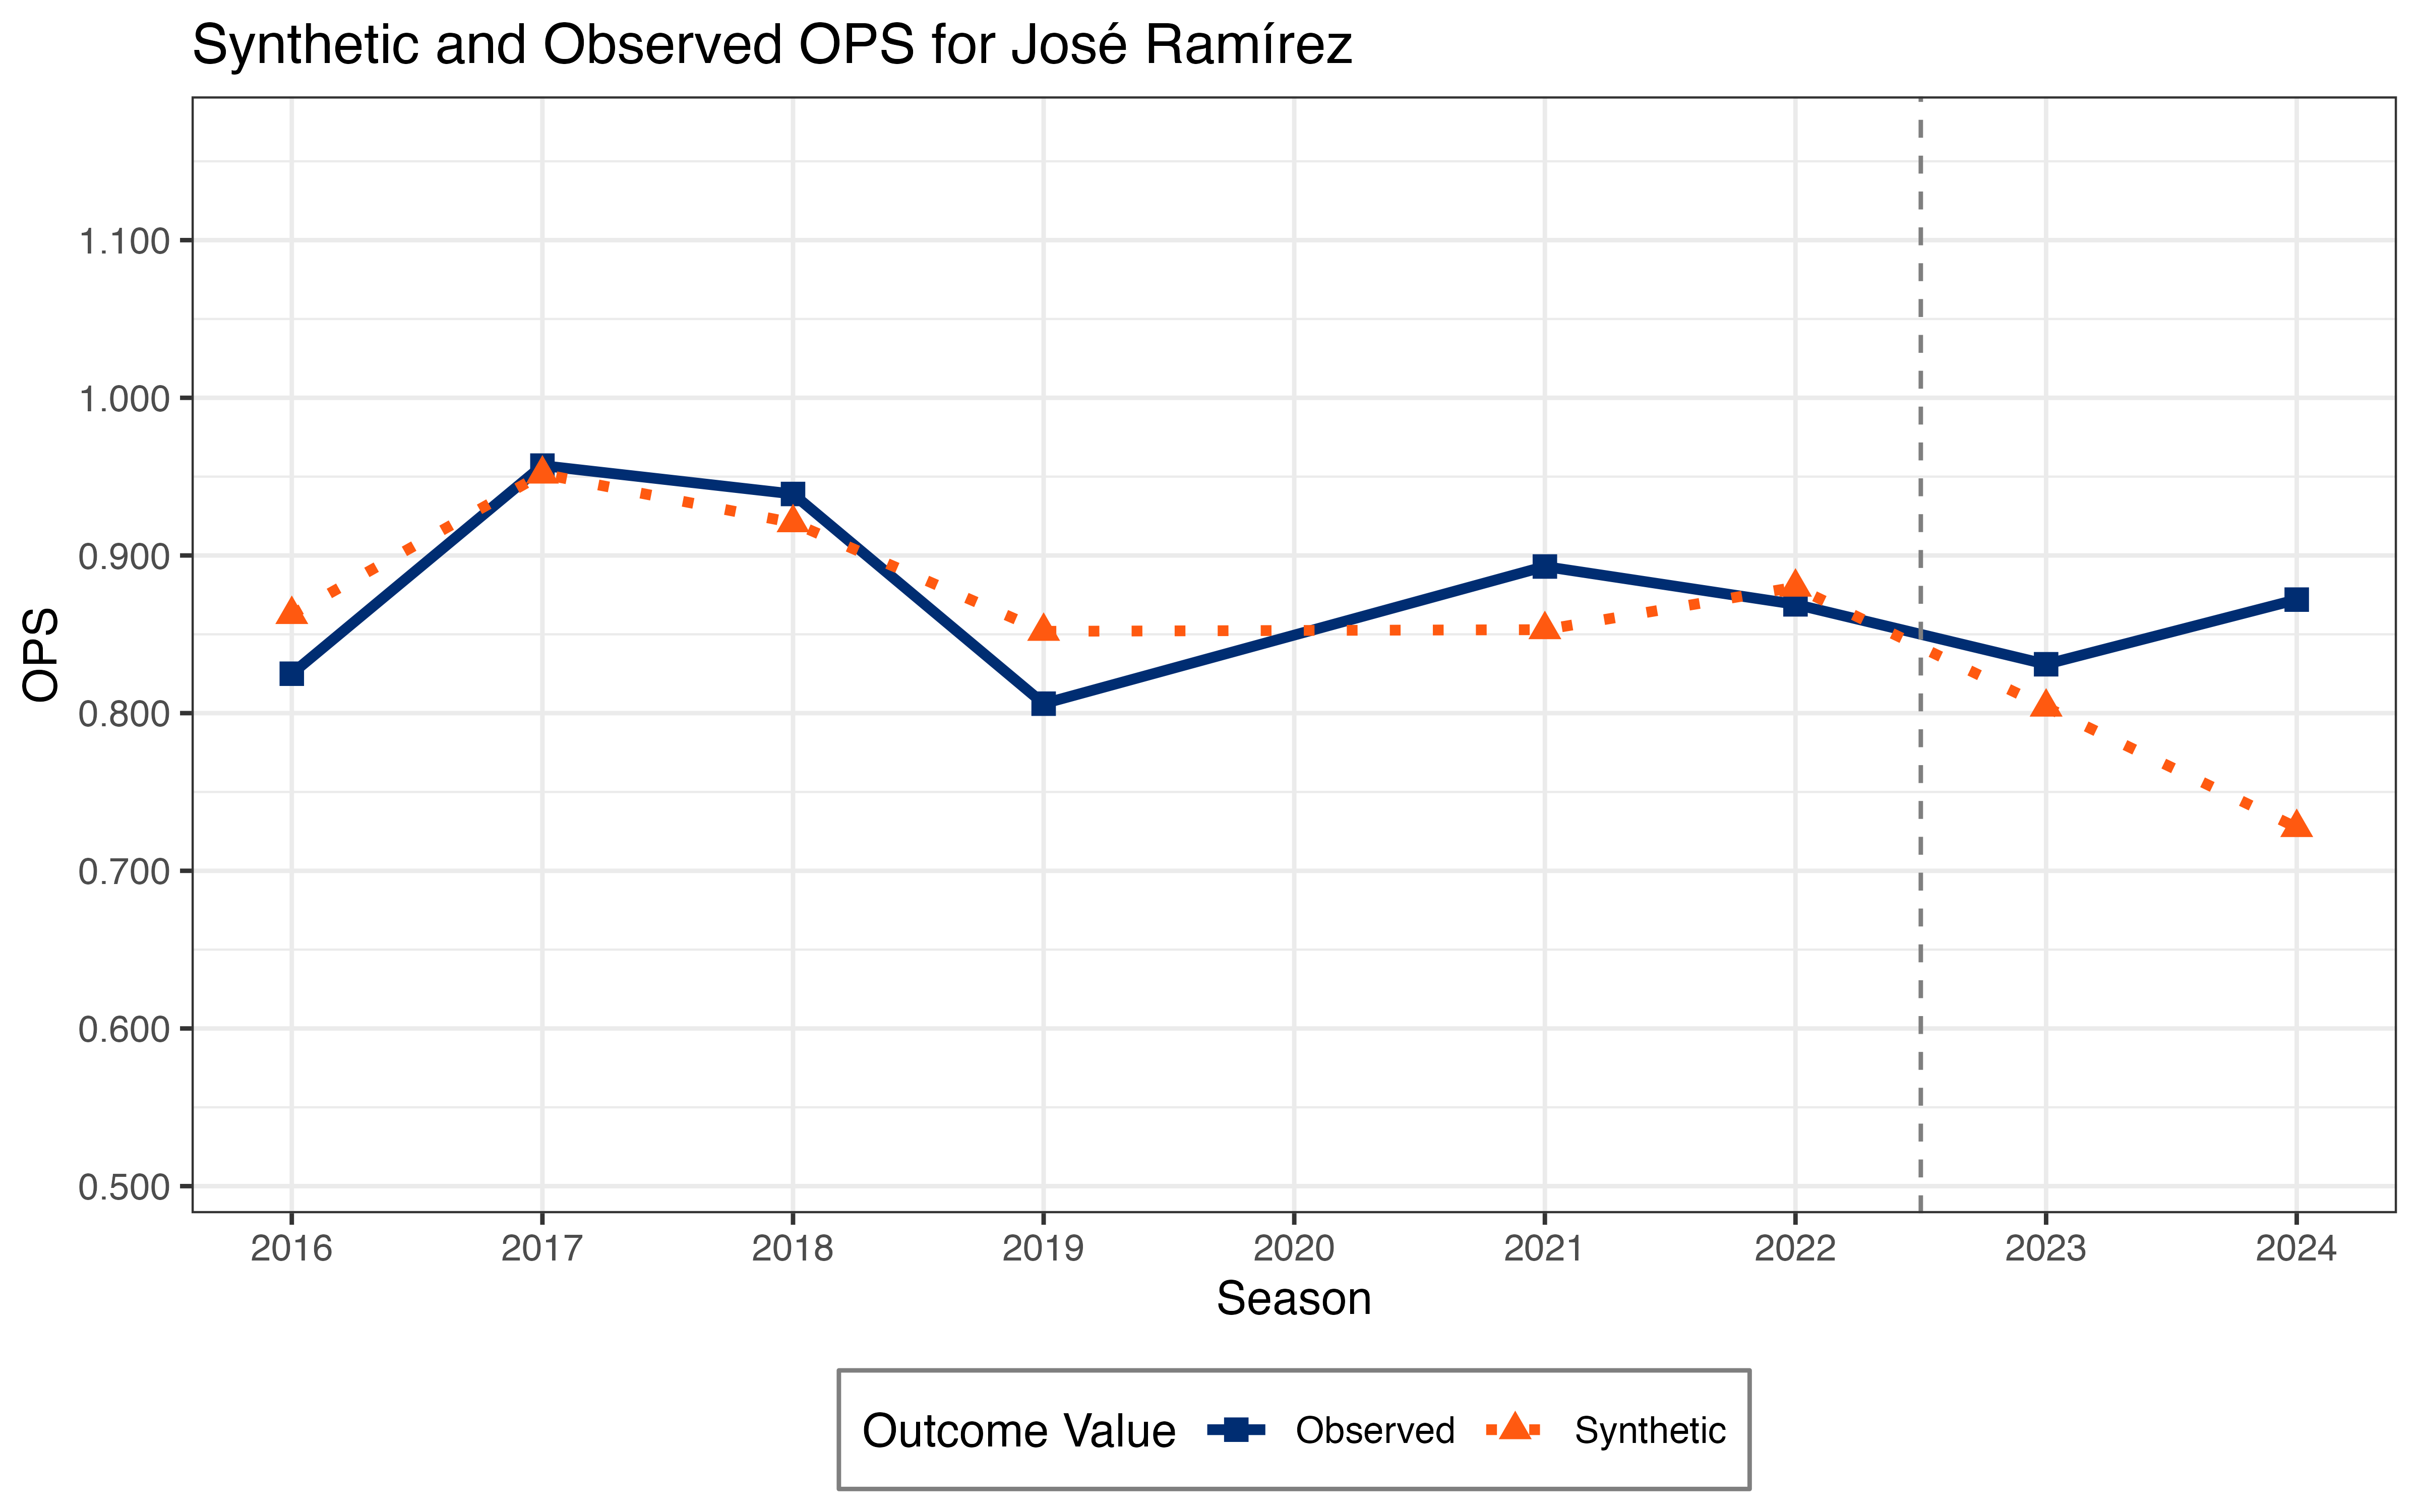 Synthetic and Observed OPS for José Ramírez
OPS
1.100
1.000
0.900
0.800
0.700
0.600
0.500
2016 2017 2018 2019 2020 2021 2022 2023 2024
Season
Outcome Value Observed Synthetic